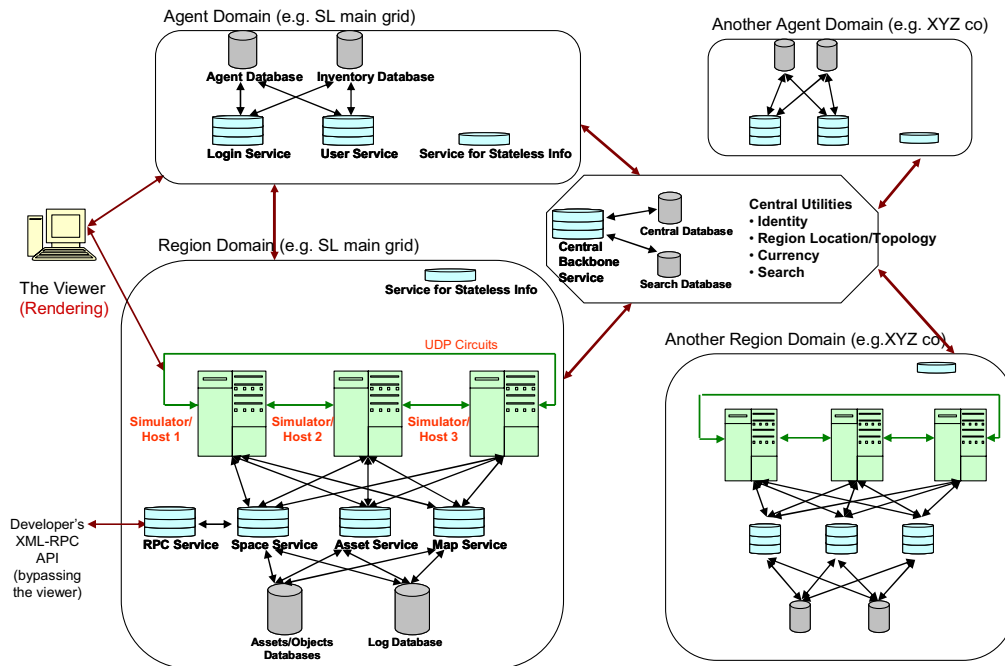 Agent Domain (e.g. SL main grid)
Another Agent Domain (e.g. XYZ co)
Agent Database
Inventory Database
Login Service
User Service
Service for Stateless Info
The Viewer
(Rendering)
Central
Backbone
Service
Central Database
Search Database
Central Utilities
• Identity
• Region Location/Topology
• Currency
• Search
Region Domain (e.g. SL main grid)
Service for Stateless Info
UDP Circuits
Simulator/
Host 1
Simulator/
Host 2
Simulator/
Host 3
Developer's
XML-RPC
API
(bypassing
the viewer)
RPC Service
Space Service
Asset Service
Map Service
Assets/Objects
Databases
Log Database
Another Region Domain (e.g.XYZ co)